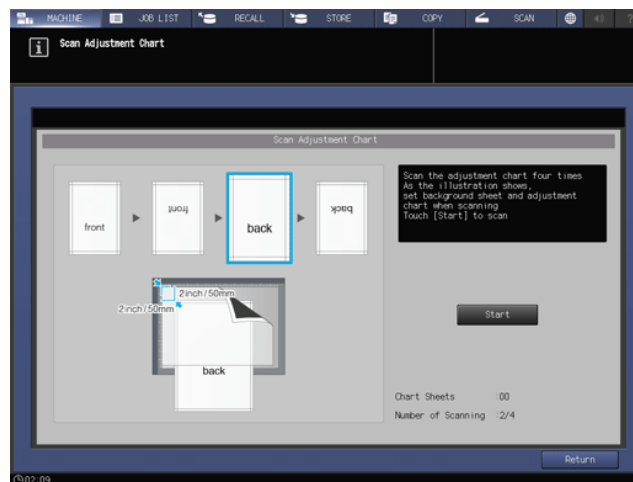 MACHINE JOB LIST RECALL STORE COPY SCAN ?
i Scan Adjustment Chart
Scan Adjustment Chart
front front back back
Scan the adjustment chart four times
As the illustration shows,
set background sheet and adjustment
chart when scanning
Touch [Start] to scan
2inch/50mm
2inch/50mm
back
Start
Chart Sheets :00
Number of Scanning :2/4
Return
02:09